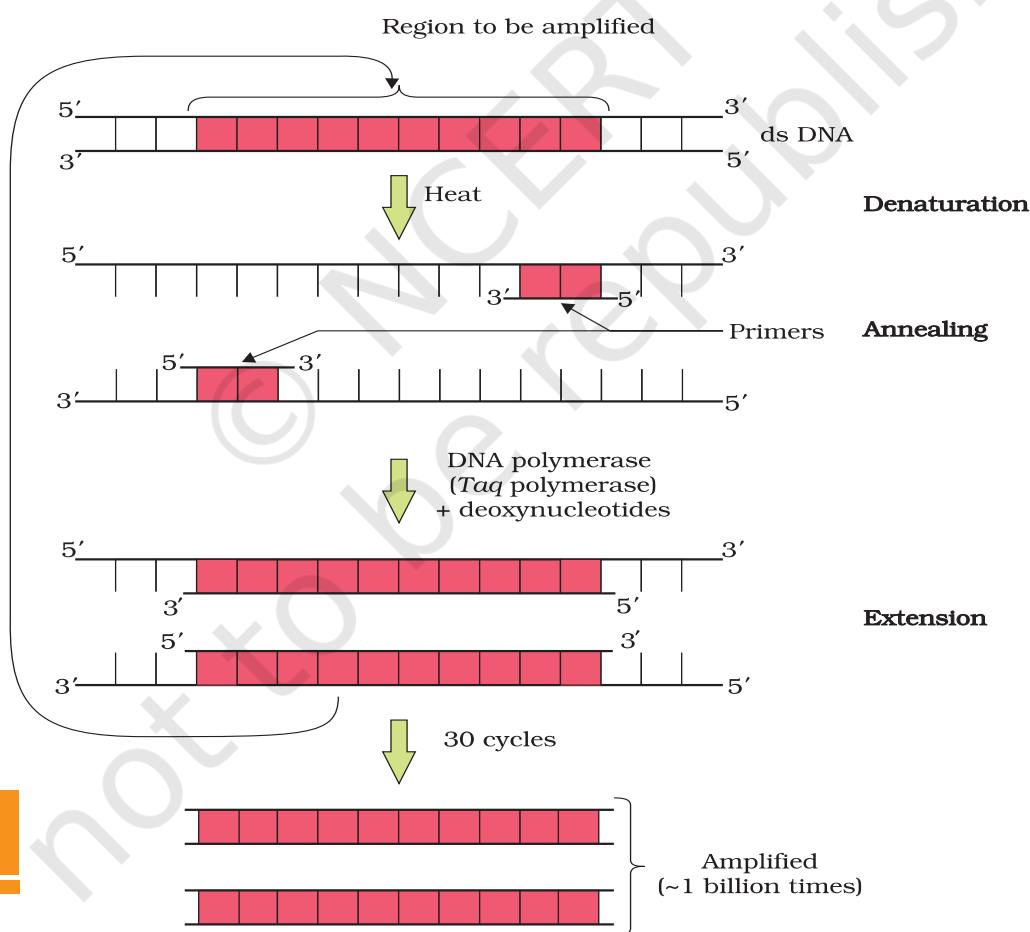 Region to be amplified
5′ 3′
ds DNA
3′ 5′
Heat
Denaturation
5′ 3′
3′ 5′
Primers Annealing
5′ 3′
3′ 5′
DNA polymerase
(Taq polymerase)
+ deoxynucleotides
5′ 3′
3′ 5′
Extension
5′ 3′
3′ 5′
30 cycles
Amplified
(~1 billion times)
© NCERT
not to be republis